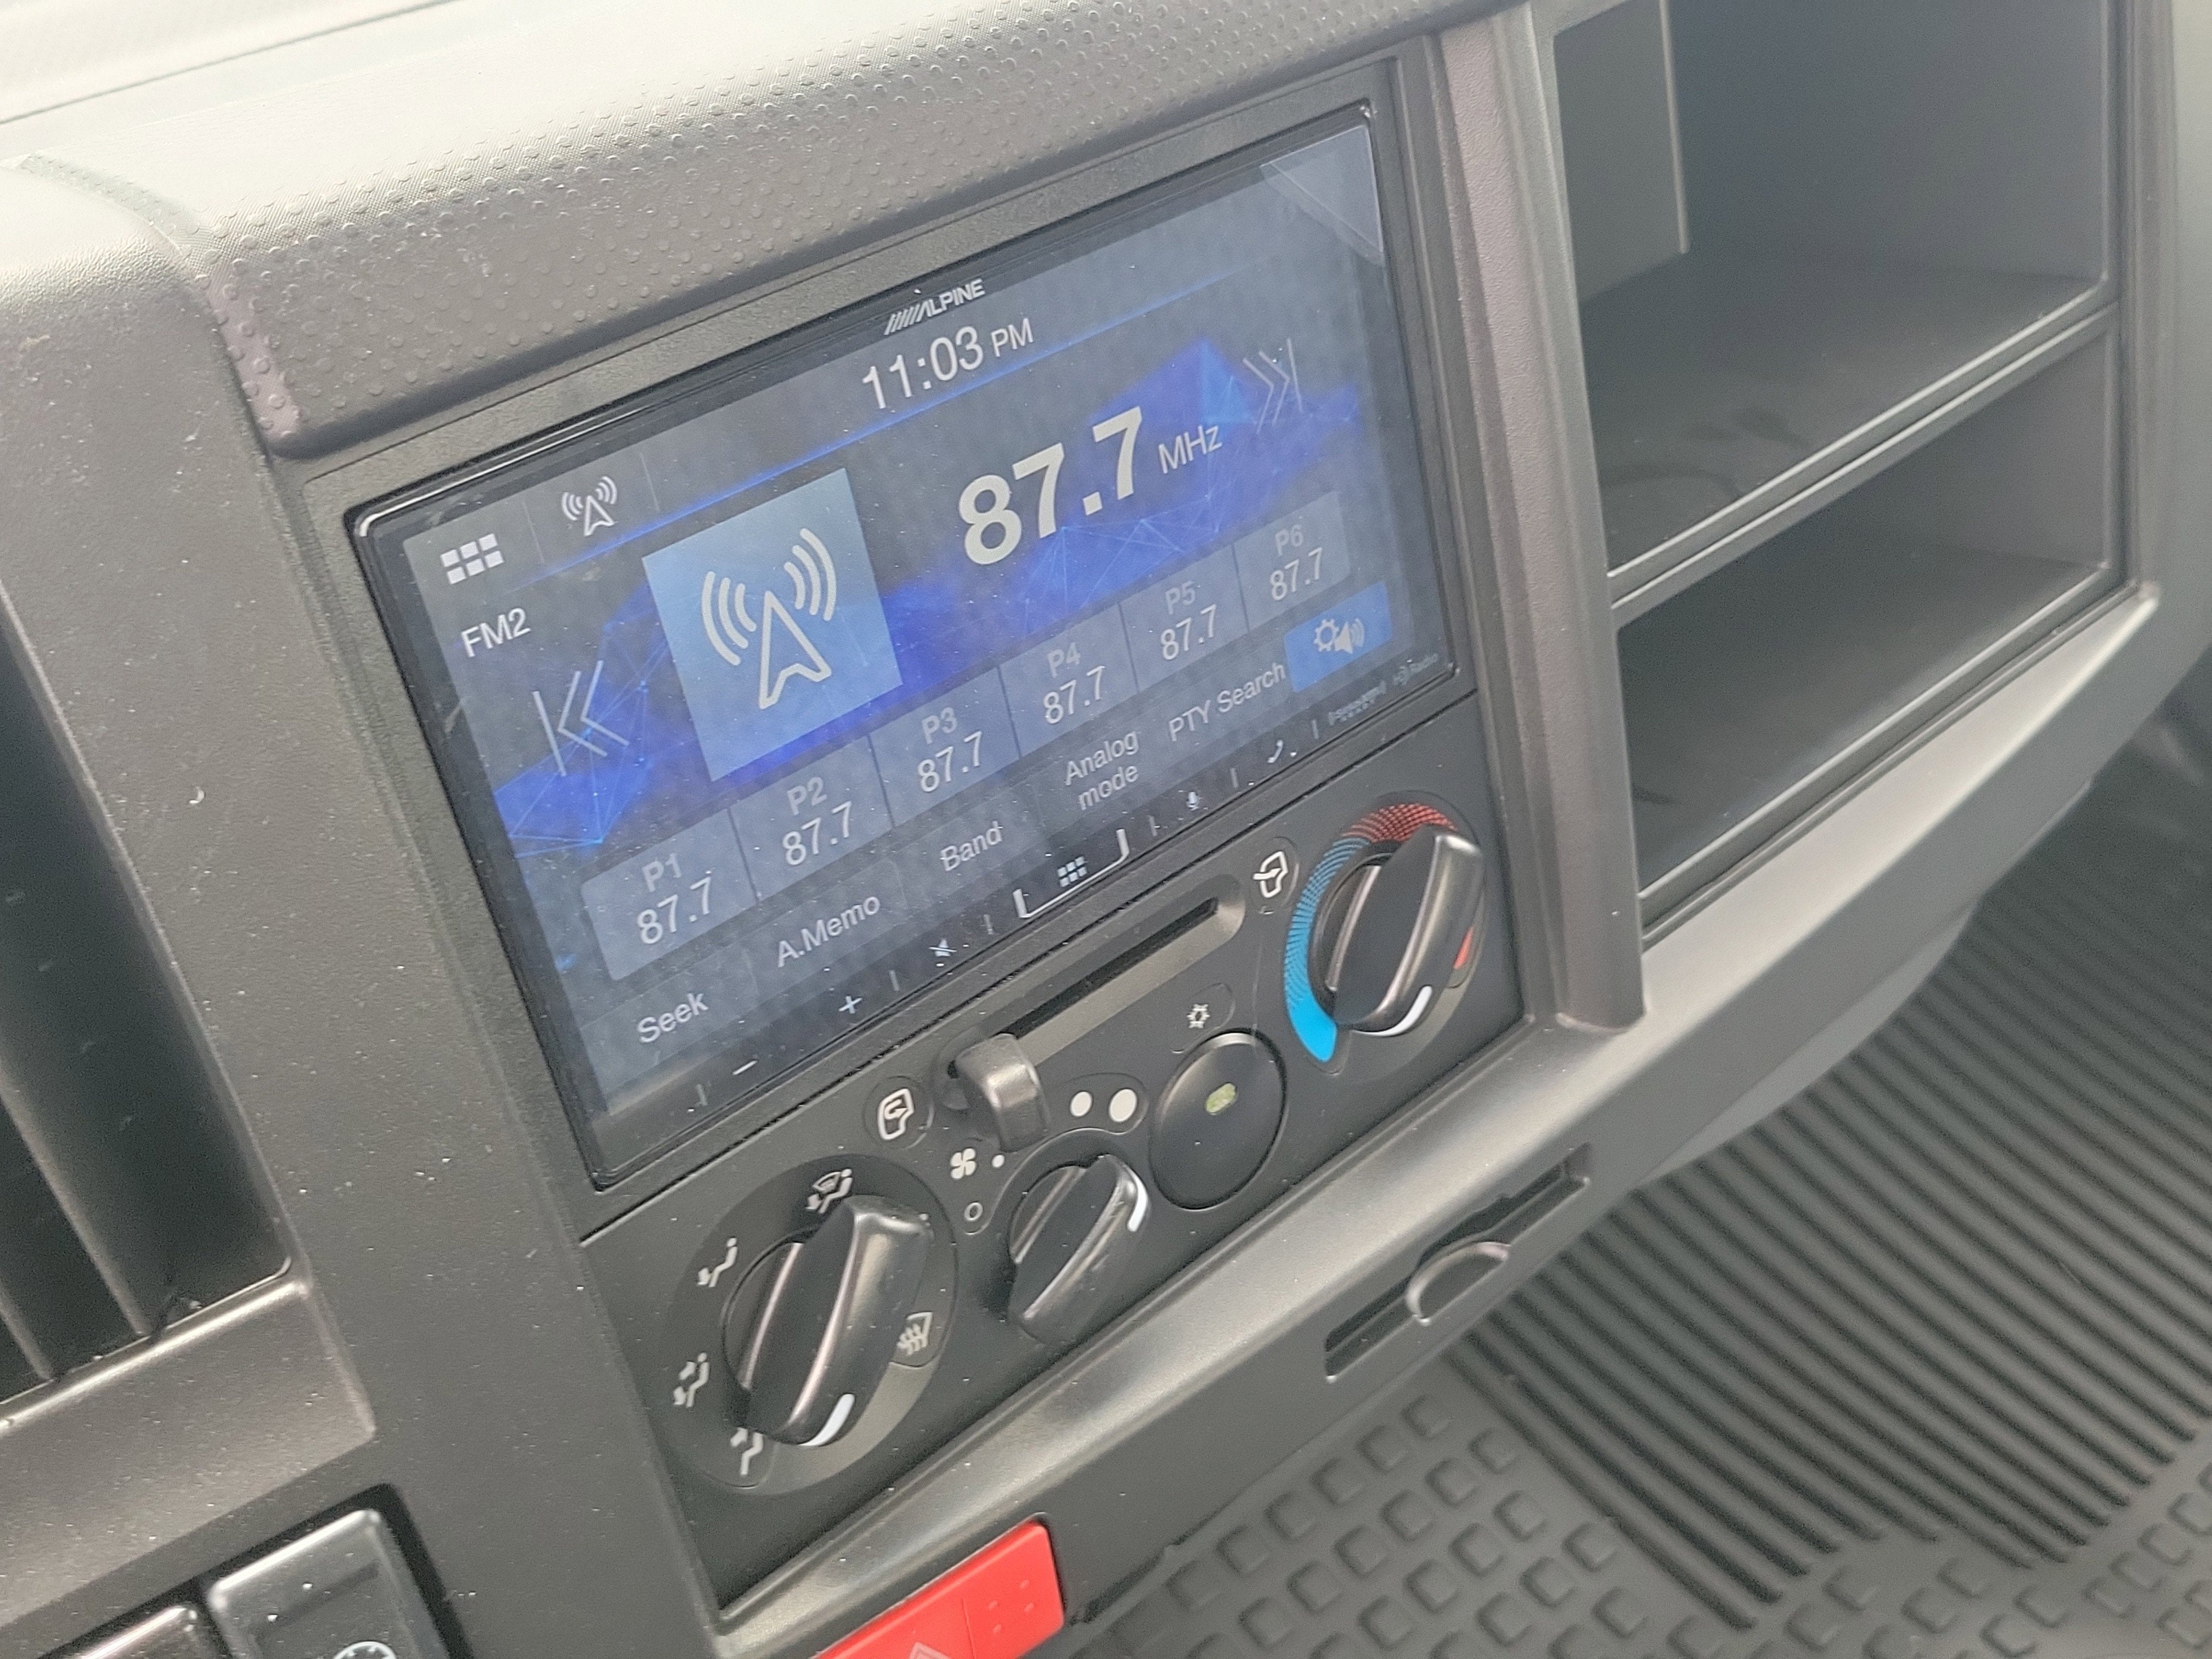 ALPINE
11:03 PM
FM2
87.7 MHz
P1 P2 P3 P4 P5 P6
87.7 87.7 87.7 87.7 87.7 87.7
Seek A.Memo Band Analog mode PTY Search